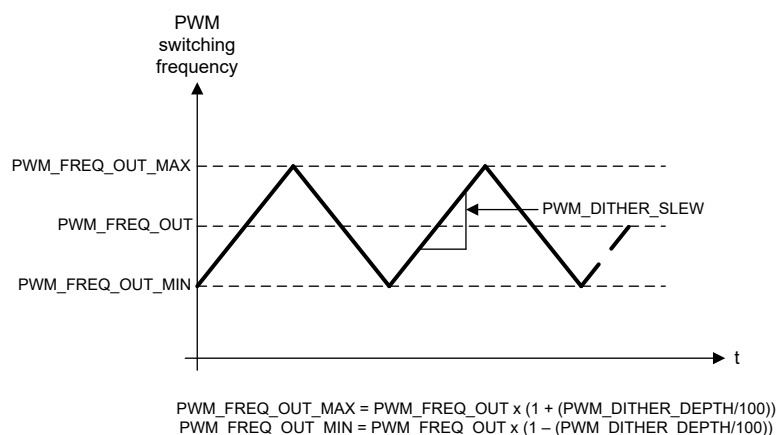 PWM
switching
frequency
PWM_FREQ_OUT_MAX
PWM_FREQ_OUT
PWM_DITHER_SLEW
PWM_FREQ_OUT_MIN
t
PWM_FREQ_OUT_MAX = PWM_FREQ_OUT x (1 + (PWM_DITHER_DEPTH/100))
PWM_FREQ_OUT_MIN = PWM_FREQ_OUT x (1 – (PWM_DITHER_DEPTH/100))